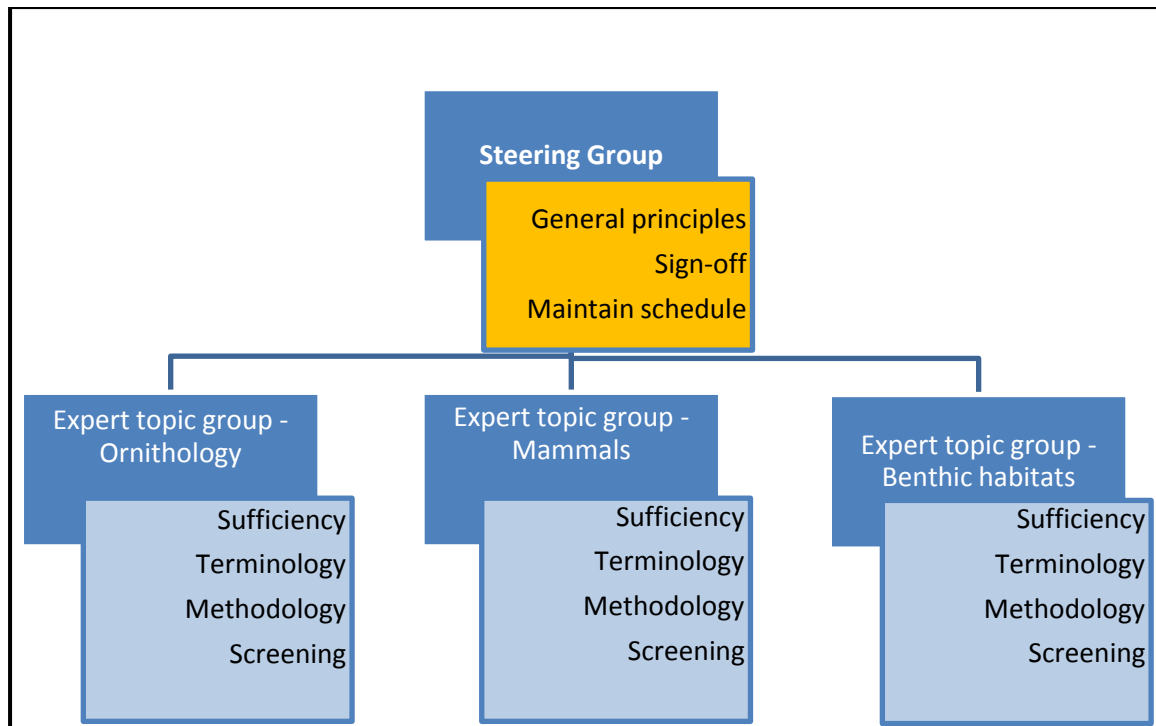 Steering Group
General principles
Sign-off
Maintain schedule
Expert topic group -
Ornithology
Sufficiency
Terminology
Methodology
Screening
Expert topic group -
Mammals
Sufficiency
Terminology
Methodology
Screening
Expert topic group -
Benthic habitats
Sufficiency
Terminology
Methodology
Screening